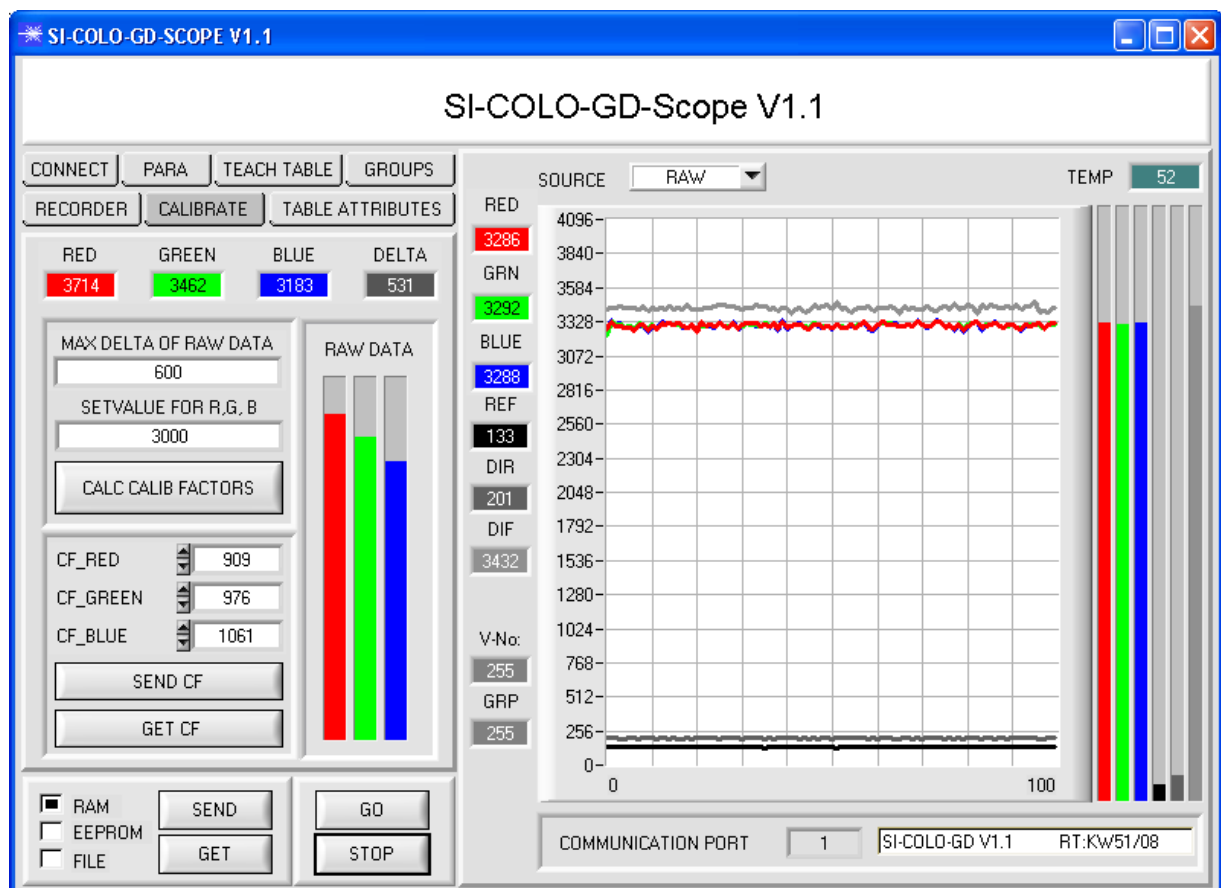 SI-COLO-GD-SCOPE V1.1
SI-COLO-GD-Scope V1.1
CONNECT PARA TEACH TABLE GROUPS
RECORDER CALIBRATE TABLE ATTRIBUTES
RED GREEN BLUE DELTA
3714 3462 3183 531
MAX DELTA OF RAW DATA
600
SETVALUE FOR R,G, B
3000
CALC CALIB FACTORS
RAW DATA
CF_RED 909
CF_GREEN 976
CF_BLUE 1061
SEND CF
GET CF
RAM
EEPROM
FILE
SEND
GET
GO
STOP
RED
3286
GRN
3292
BLUE
3288
REF
133
DIR
201
DIF
3432
V-No:
255
GRP
255
SOURCE RAW
TEMP 52
4096
3840
3584
3328
3072
2816
2560
2304
2048
1792
1536
1280
1024
768
512
256
0
0 100
COMMUNICATION PORT 1 SI-COLO-GD V1.1 RT:KW51/08